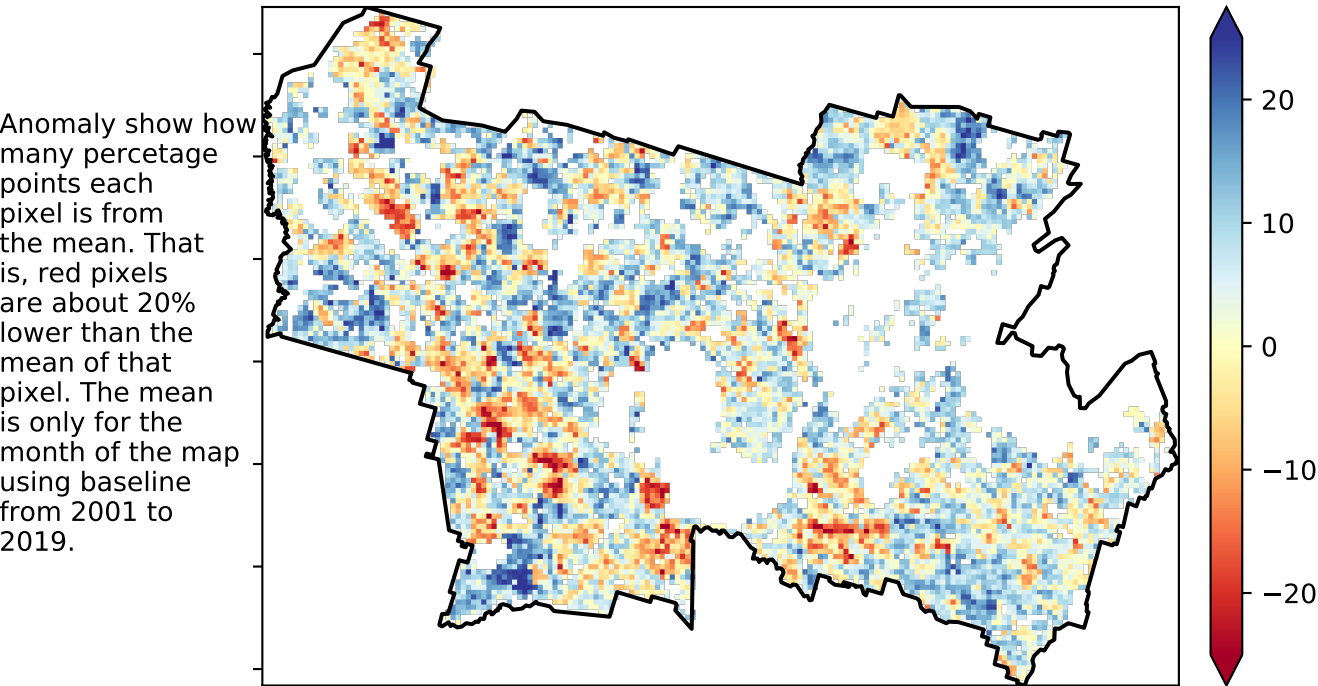 Anomaly show how
many percetage
points each
pixel is from
the mean. That
is, red pixels
are about 20%
lower than the
mean of that
pixel. The mean
is only for the
month of the map
using baseline
from 2001 to
2019.
20
10
0
−10
−20